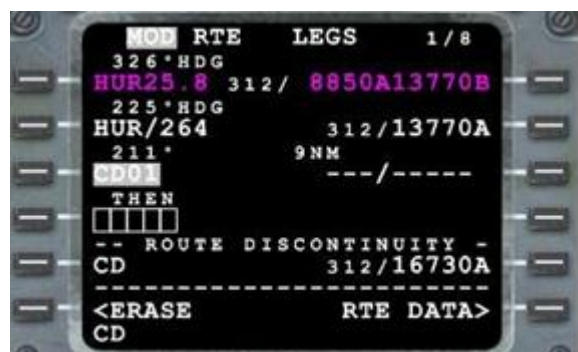 MOD RTE LEGS 1/8
326°HDG
HUR25.8 312/ 8850A13770B
225°HDG
HUR/264 312/13770A
211° 9NM
CD01 ---/-----
THEN
-- ROUTE DISCONTINUITY -
CD 312/16730A
<ERASE RTE DATA>
CD